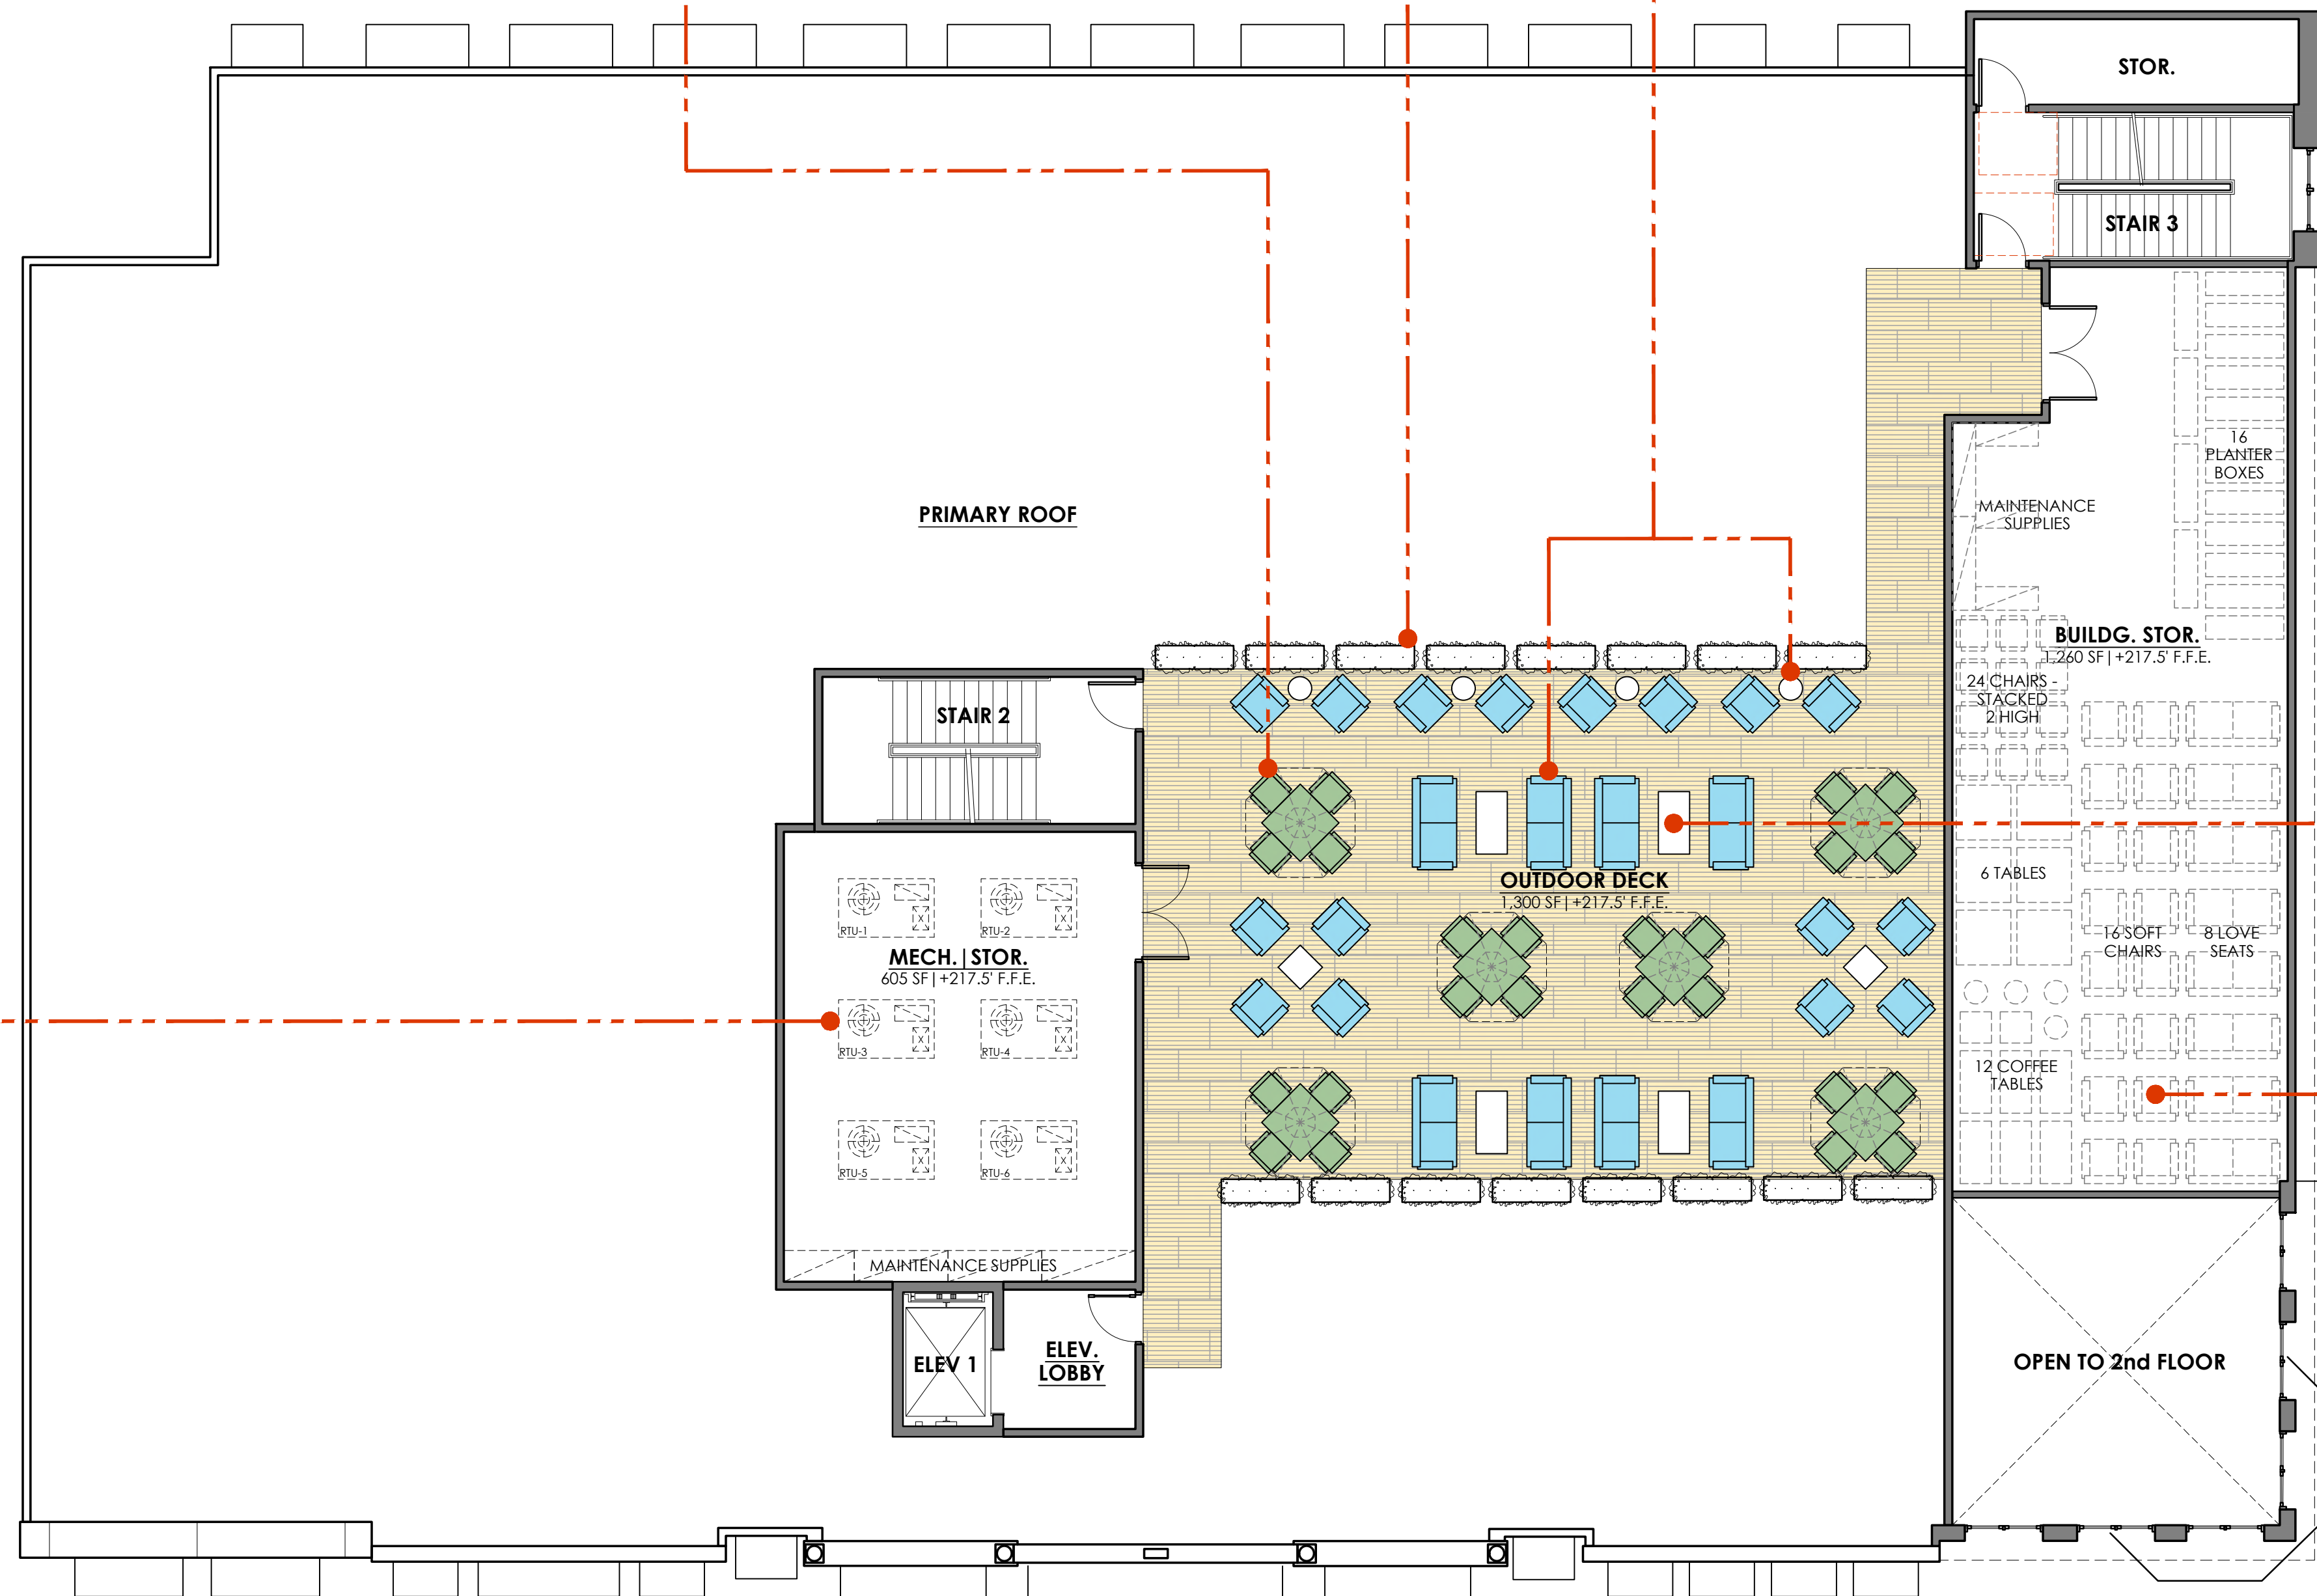 STOR.
STAIR 3
16
PLANTER
BOXES
PRIMARY ROOF
MAINTENANCE
SUPPLIES
BUILDG. STOR.
1,260 SF | +217.5' F.F.E.
24 CHAIRS -
STACKED
2 HIGH
STAIR 2
6 TABLES
OUTDOOR DECK
1,300 SF | +217.5' F.F.E.
RTU-1
RTU-2
16 SOFT
CHAIRS
8 LOVE
SEATS
MECH. | STOR.
605 SF | +217.5' F.F.E.
RTU-3
RTU-4
12 COFFEE
TABLES
RTU-5
RTU-6
MAINTENANCE SUPPLIES
ELEV 1
ELEV.
LOBBY
OPEN TO 2nd FLOOR